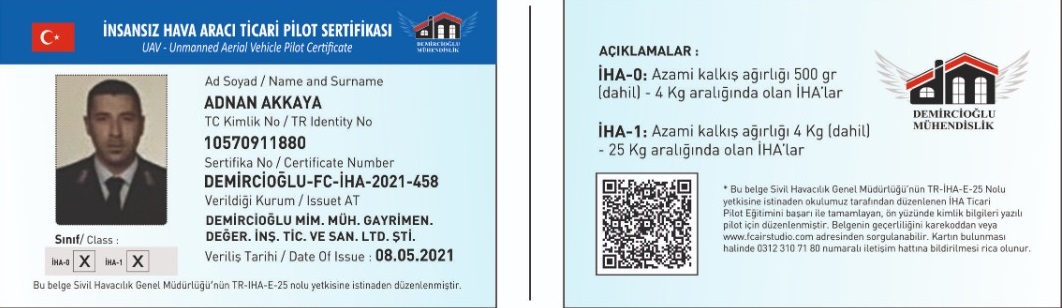 İNSANSIZ HAVA ARACI TİCARİ PİLOT SERTİFİKASI
UAV - Unmanned Aerial Vehicle Pilot Certificate
DEMİRCİOĞLU
MÜHENDİSLİK
Ad Soyad / Name and Surname
ADNAN AKKAYA
TC Kimlik No / TR Identity No
10570911880
Sertifika No / Certificate Number
DEMİRCİOĞLU-FC-İHA-2021-458
Verildiği Kurum / Issuet AT
DEMİRCİOĞLU MİM. MÜH. GAYRİMEN.
DEĞER. İNŞ. TİC. VE SAN. LTD. ŞTİ.
Veriliş Tarihi / Date Of Issue : 08.05.2021
Sınıf/ Class :
İHA-0 X İHA-1 X
Bu belge Sivil Havacılık Genel Müdürlüğü'nün TR-IHA-E-25 nolu yetkisine istinaden düzenlenmiştir.
AÇIKLAMALAR :
İHA-0: Azami kalkış ağırlığı 500 gr
(dahil) - 4 Kg aralığında olan İHA'lar
İHA-1: Azami kalkış ağırlığı 4 Kg (dahil)
- 25 Kg aralığında olan İHA'lar
DEMİRCİOĞLU
MÜHENDİSLİK
* Bu belge Sivil Havacılık Genel Müdürlüğü'nün TR-İHA-E-25 Nolu
yetkisine istinaden okulumuz tarafından düzenlenen İHA Ticari
Pilot Eğitimini başarı ile tamamlayan, ön yüzünde kimlik bilgileri yazılı
pilot için düzenlenmiştir. Belgenin geçerliliğini karekoddan veya
www.fcairstudio.com adresinden sorgulanabilir. Kartın bulunması
halinde 0312 310 71 80 numaralı iletişim hattına bildirilmesi rica olunur.